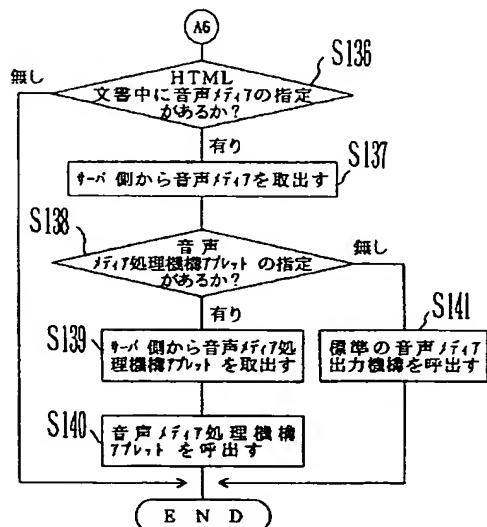 A6
S136
無し
HTML
文書中に音声メディアの指定
があるか?
有り
S137
サーバ側から音声メディアを取出す
S138
音声
メディア処理機構アプレットの指定
があるか?
無し
有り
S139
サーバ側から音声メディア処
理機構アプレットを取出す
S141
標準の音声メディア
出力機構を呼出す
S140
音声メディア処理機構
アプレットを呼出す
END